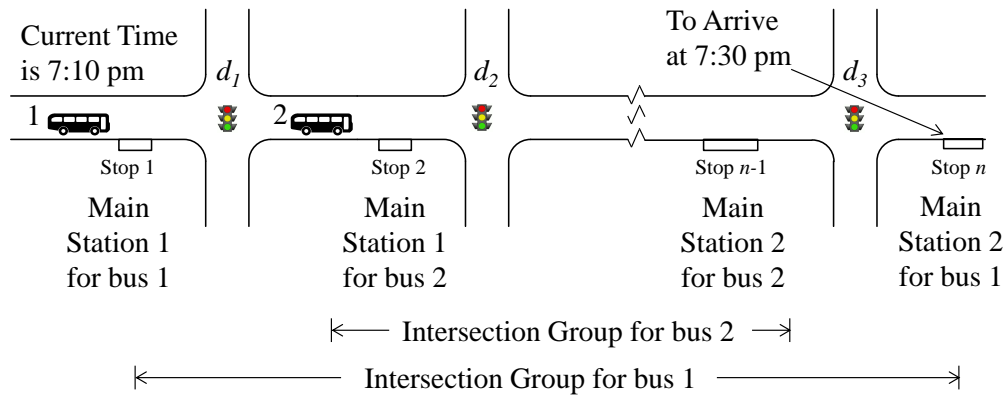 Current Time
is 7:10 pm
d1
d2
To Arrive
at 7:30 pm
d3
1
2
Stop 1
Stop 2
Stop n-1
Stop n
Main
Station 1
for bus 1
Main
Station 1
for bus 2
Main
Station 2
for bus 2
Main
Station 2
for bus 1
Intersection Group for bus 2
Intersection Group for bus 1